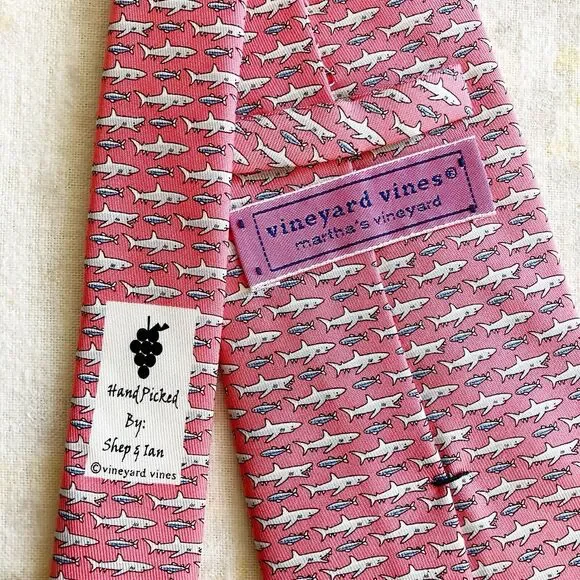 vineyard vines®
martha's vineyard
Hand Picked
By:
Shep & Ian
©vineyard vines